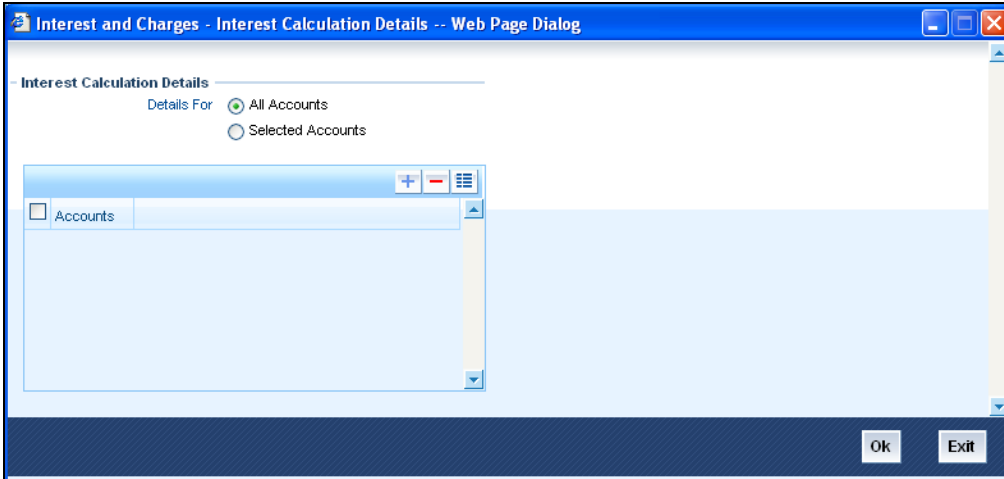 Interest and Charges - Interest Calculation Details -- Web Page Dialog
Interest Calculation Details
Details For All Accounts
Selected Accounts
Accounts
Ok Exit